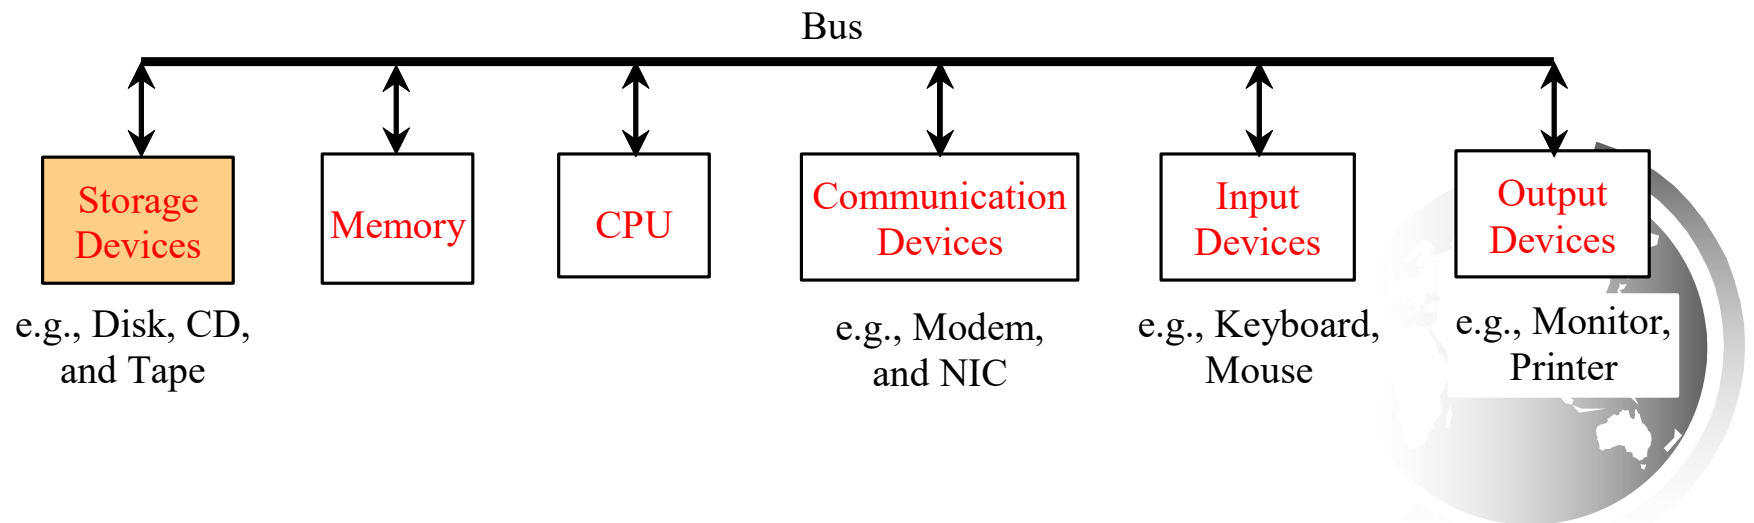 Bus
Storage
Devices
Memory
CPU
Communication
Devices
Input
Devices
Output
Devices
e.g., Disk, CD,
and Tape
e.g., Modem,
and NIC
e.g., Keyboard,
Mouse
e.g., Monitor,
Printer